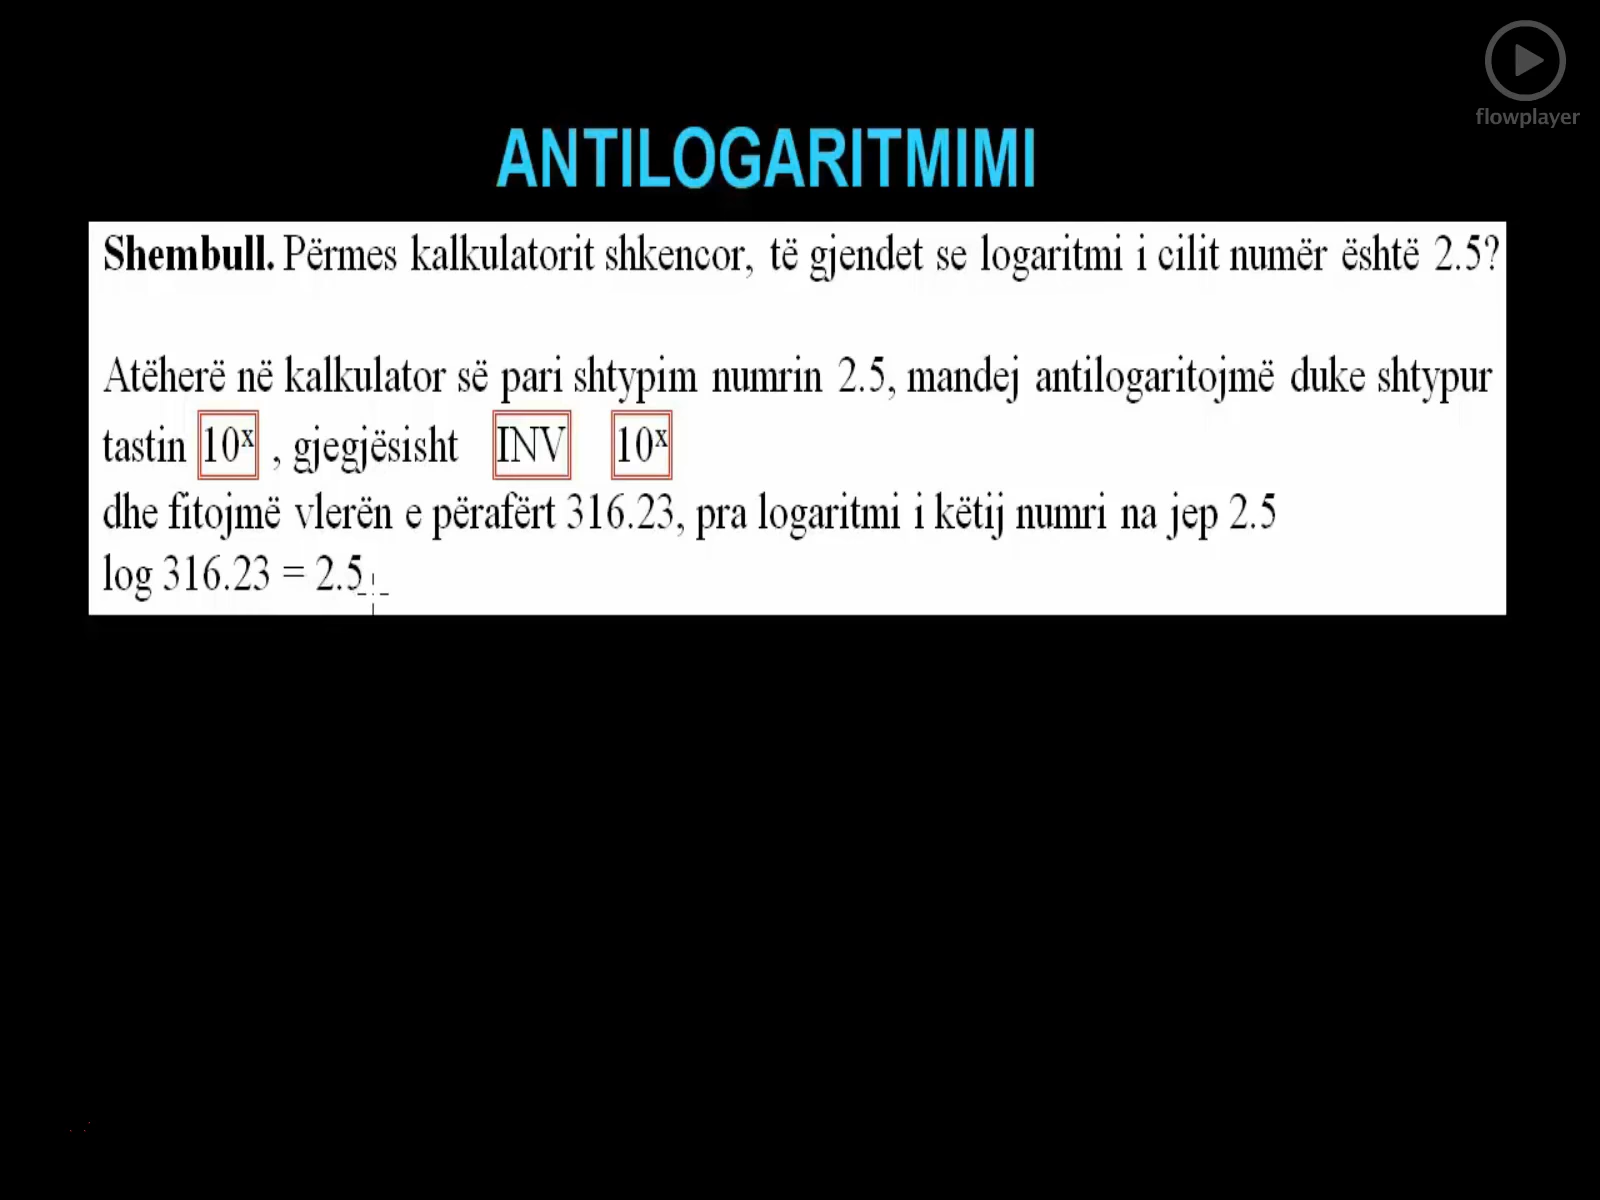 flowplayer
ANTILOGARITMIMI
Shembull. Përmes kalkulatorit shkencor, të gjendet se logaritmi i cilit numër është 2.5?
Atëherë në kalkulator së pari shtypim numrin 2.5, mandej antilogaritojmë duke shtypur
tastin 10ˣ , gjegjësisht INV 10ˣ
dhe fitojmë vlerën e përafërt 316.23, pra logaritmi i këtij numri na jep 2.5
log 316.23 = 2.5